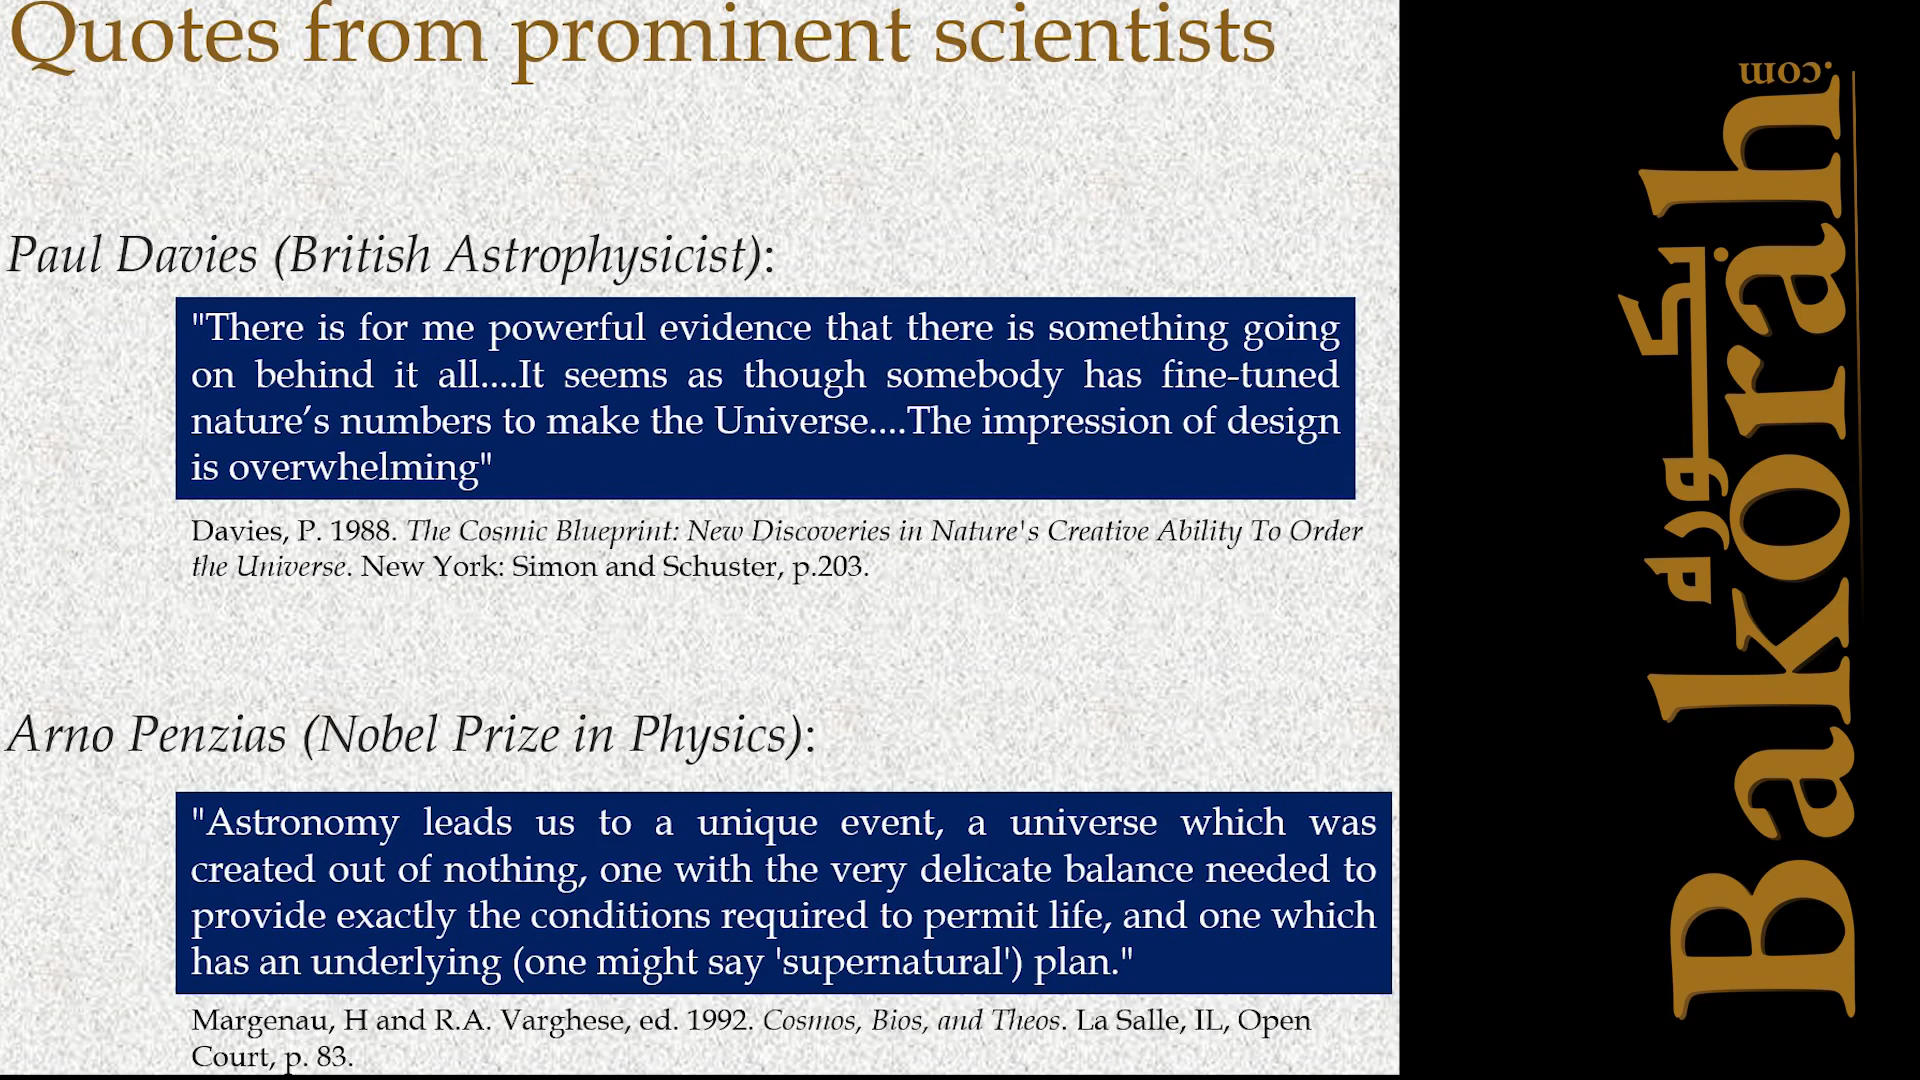 Quotes from prominent scientists
Paul Davies (British Astrophysicist):
"There is for me powerful evidence that there is something going
on behind it all....It seems as though somebody has fine-tuned
nature’s numbers to make the Universe....The impression of design
is overwhelming"
Davies, P. 1988. The Cosmic Blueprint: New Discoveries in Nature's Creative Ability To Order
the Universe. New York: Simon and Schuster, p.203.
Arno Penzias (Nobel Prize in Physics):
"Astronomy leads us to a unique event, a universe which was
created out of nothing, one with the very delicate balance needed to
provide exactly the conditions required to permit life, and one which
has an underlying (one might say 'supernatural') plan."
Margenau, H and R.A. Varghese, ed. 1992. Cosmos, Bios, and Theos. La Salle, IL, Open
Court, p. 83.
Bakorah
.com